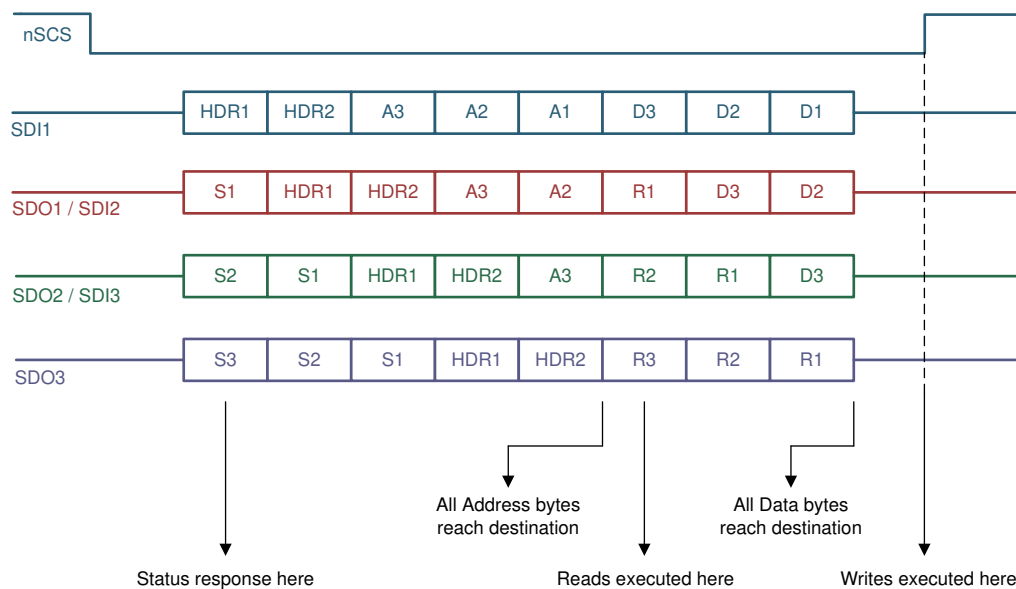 nSCS
HDR1 HDR2 A3 A2 A1 D3 D2 D1
SDI1
S1 HDR1 HDR2 A3 A2 R1 D3 D2
SDO1 / SDI2
S2 S1 HDR1 HDR2 A3 R2 R1 D3
SDO2 / SDI3
S3 S2 S1 HDR1 HDR2 R3 R2 R1
SDO3
All Address bytes
reach destination
All Data bytes
reach destination
Status response here
Reads executed here
Writes executed here